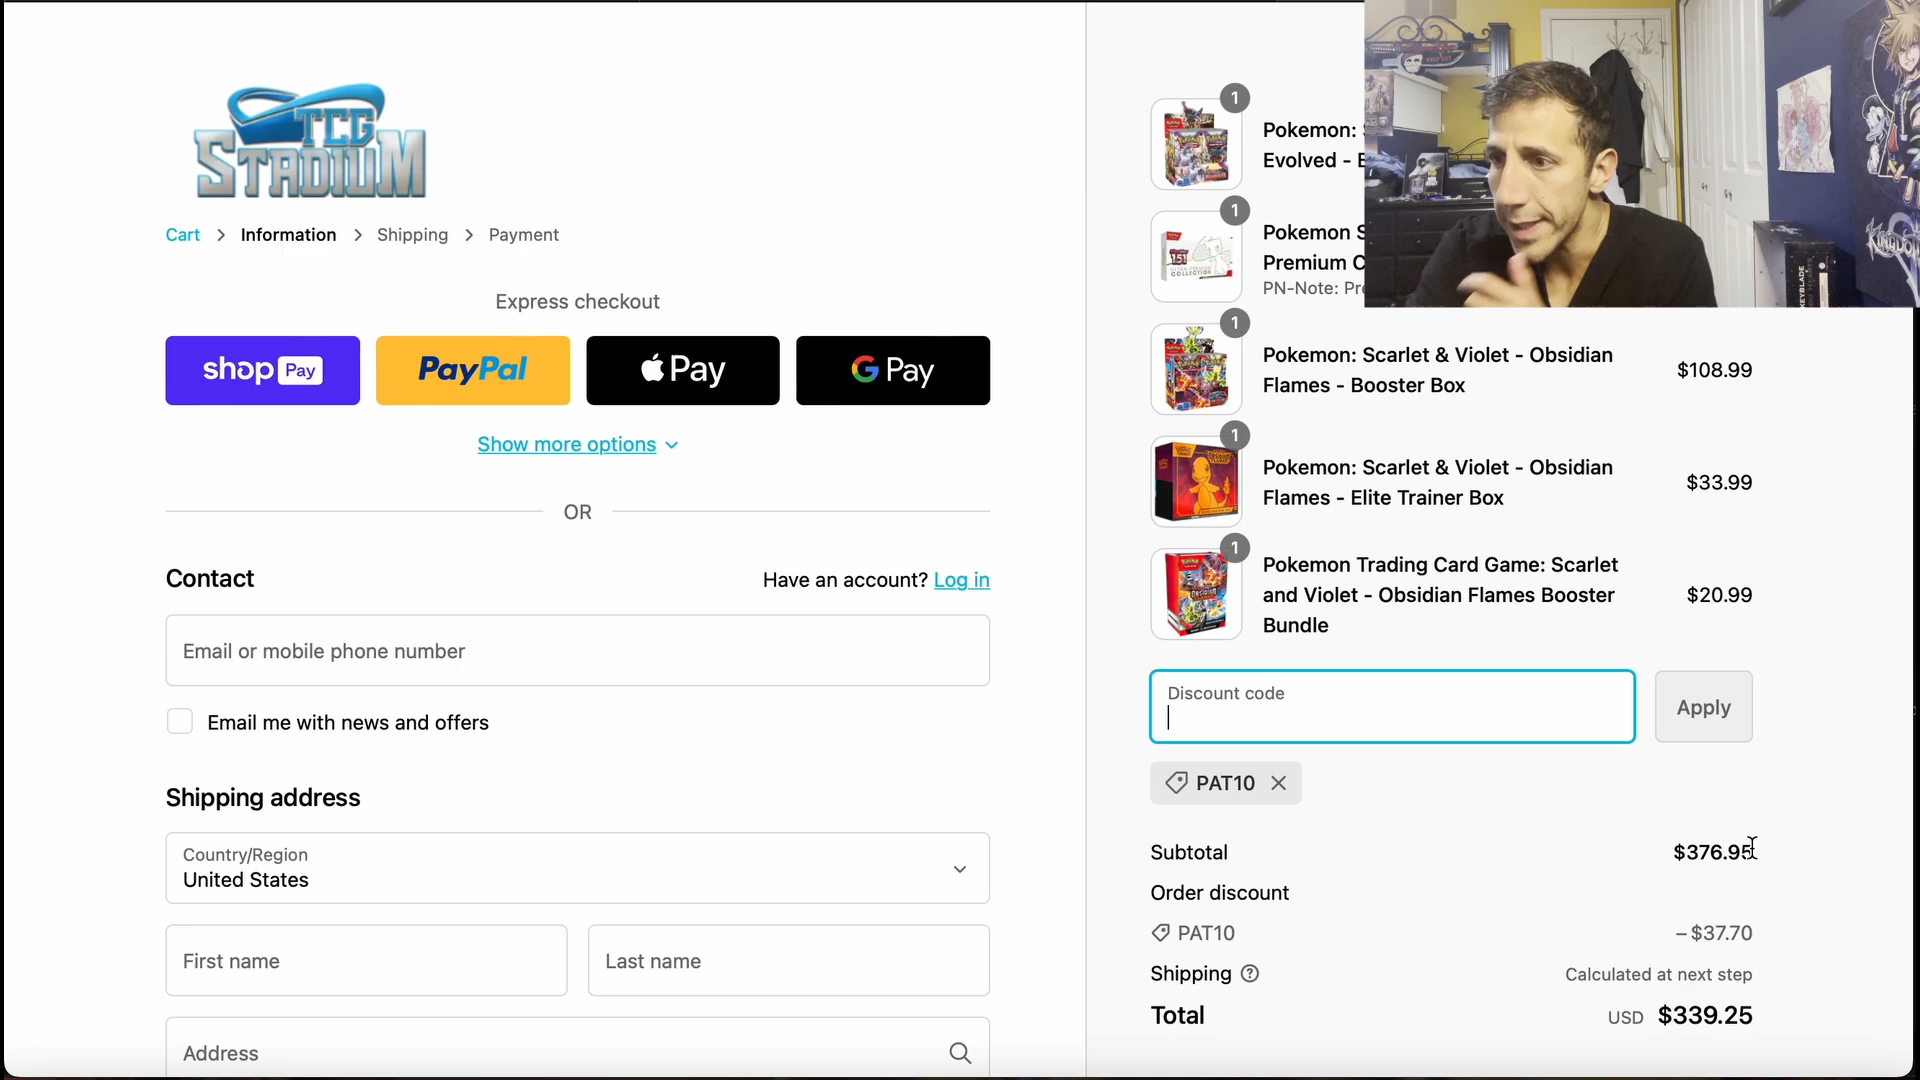 TCG
STADIUM
Cart > Information > Shipping > Payment
Express checkout
shop Pay
PayPal
Pay
G Pay
Show more options
OR
Contact
Have an account? Log in
Email or mobile phone number
Email me with news and offers
Shipping address
Country/Region
United States
First name
Last name
Address
1
Pokemon:
Evolved -
1
Pokemon S
Premium C
PN-Note: Pre
1
Pokemon: Scarlet & Violet - Obsidian
Flames - Booster Box
$108.99
1
Pokemon: Scarlet & Violet - Obsidian
Flames - Elite Trainer Box
$33.99
1
Pokemon Trading Card Game: Scarlet
and Violet - Obsidian Flames Booster
Bundle
$20.99
Discount code
Apply
PAT10
Subtotal
$376.95
Order discount
PAT10
– $37.70
Shipping
Calculated at next step
Total
USD $339.25